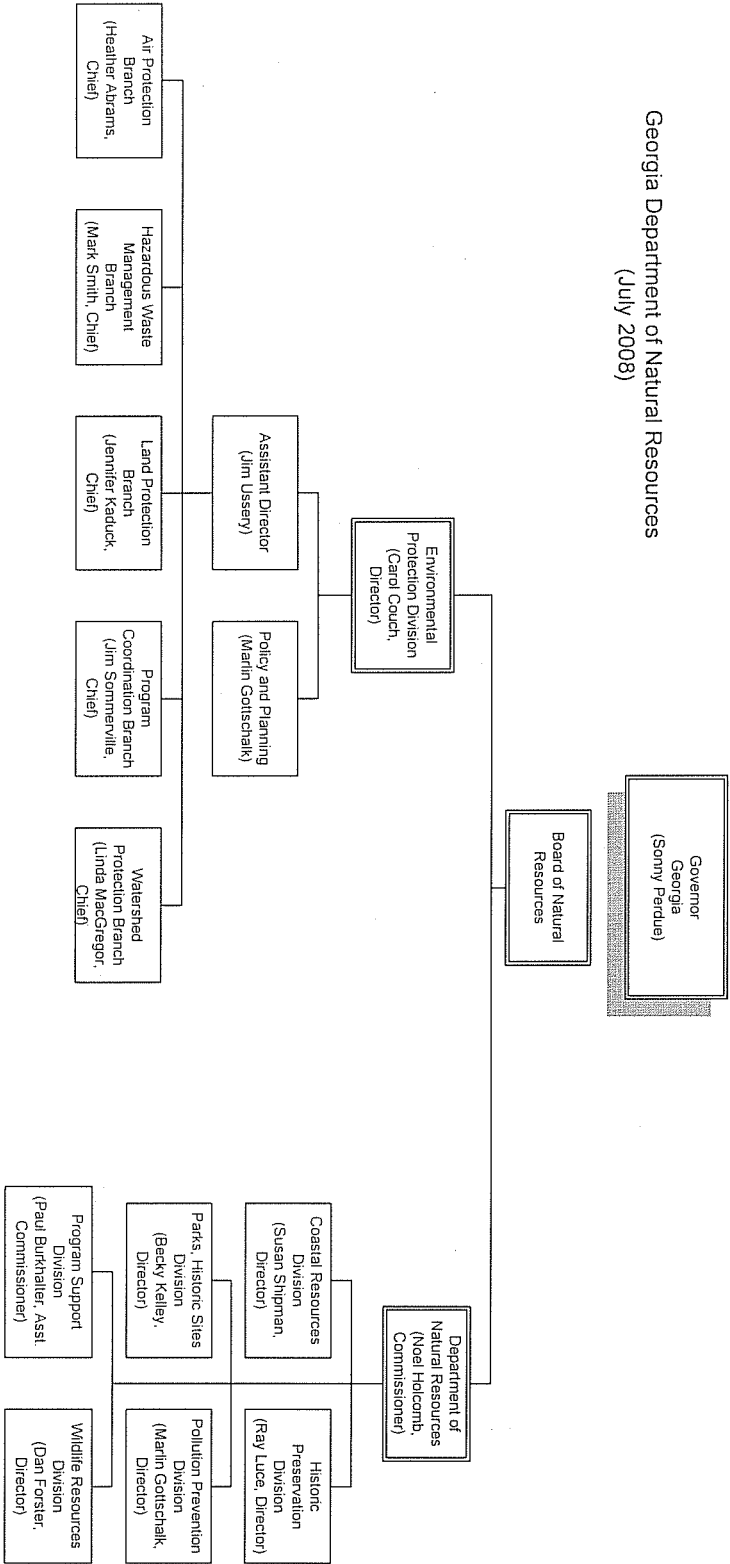 Georgia Department of Natural Resources
(July 2008)
Governor
Georgia
(Sonny Perdue)
Board of Natural
Resources
Environmental
Protection Division
(Carol Couch,
Director)
Department of
Natural Resources
(Noel Holcomb,
Commissioner)
Assistant Director
(Jim Ussery)
Policy and Planning
(Marlin Gottschalk)
Air Protection
Branch
(Heather Abrams,
Chief)
Hazardous Waste
Management
Branch
(Mark Smith, Chief)
Land Protection
Branch
(Jennifer Kaduck,
Chief)
Program
Coordination Branch
(Jim Sommerville,
Chief)
Watershed
Protection Branch
(Linda MacGregor,
Chief)
Coastal Resources
Division
(Susan Shipman,
Director)
Historic
Preservation
Division
(Ray Luce, Director)
Parks, Historic Sites
Division
(Becky Kelley,
Director)
Pollution Prevention
Division
(Marlin Gottschalk,
Director)
Program Support
Division
(Paul Burkhalter, Asst.
Commissioner)
Wildlife Resources
Division
(Dan Forster,
Director)